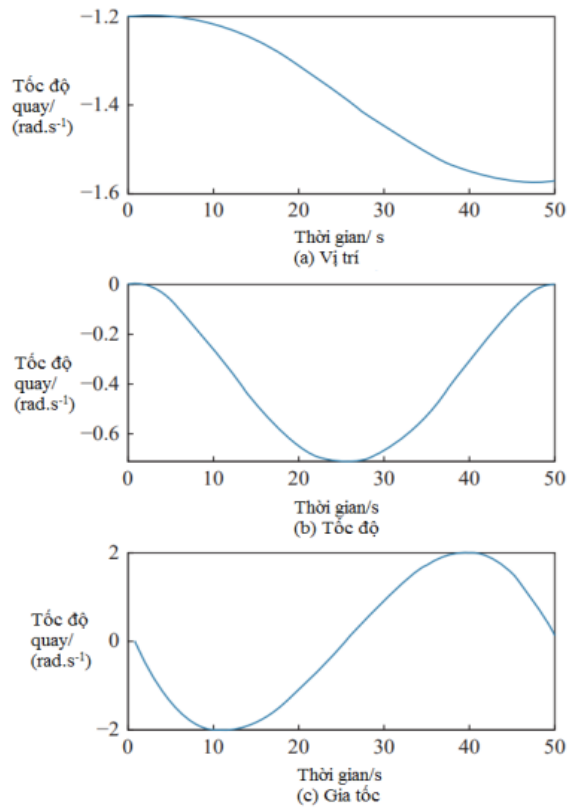 −1.2
Tốc độ
quay/
(rad.s-1)
−1.4
−1.6
0 10 20 30 40 50
Thời gian/ s
(a) Vị trí
0
−0.2
Tốc độ
quay/
(rad.s-1)
−0.4
−0.6
0 10 20 30 40 50
Thời gian/s
(b) Tốc độ
2
Tốc độ
quay/
(rad.s-1)
0
−2
0 10 20 30 40 50
Thời gian/s
(c) Gia tốc